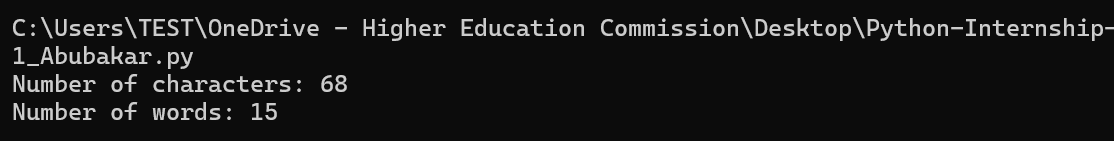 C:\Users\TEST\OneDrive - Higher Education Commission\Desktop\Python-Internship-
1_Abubakar.py
Number of characters: 68
Number of words: 15